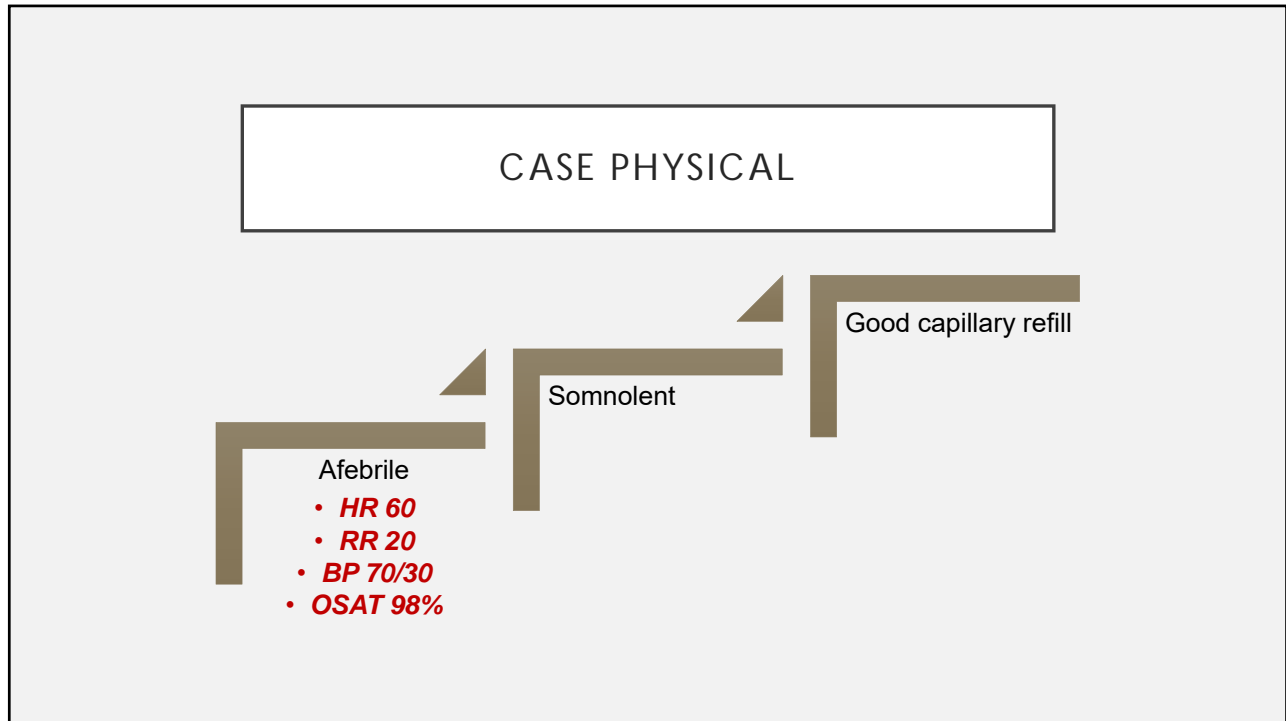 CASE PHYSICAL
Afebrile
• HR 60
• RR 20
• BP 70/30
• OSAT 98%
Somnolent
Good capillary refill